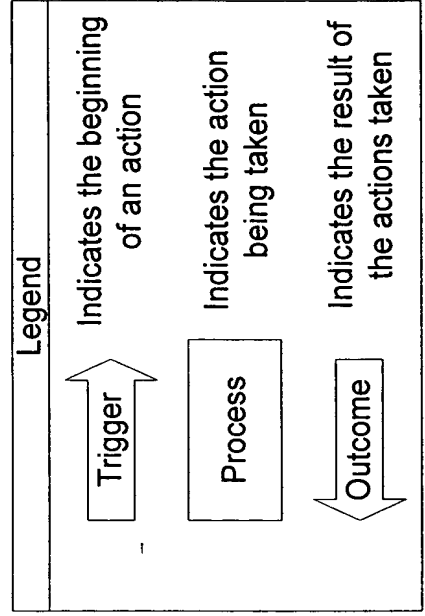 Legend
Trigger
Indicates the beginning
of an action
Process
Indicates the action
being taken
Outcome
Indicates the result of
the actions taken